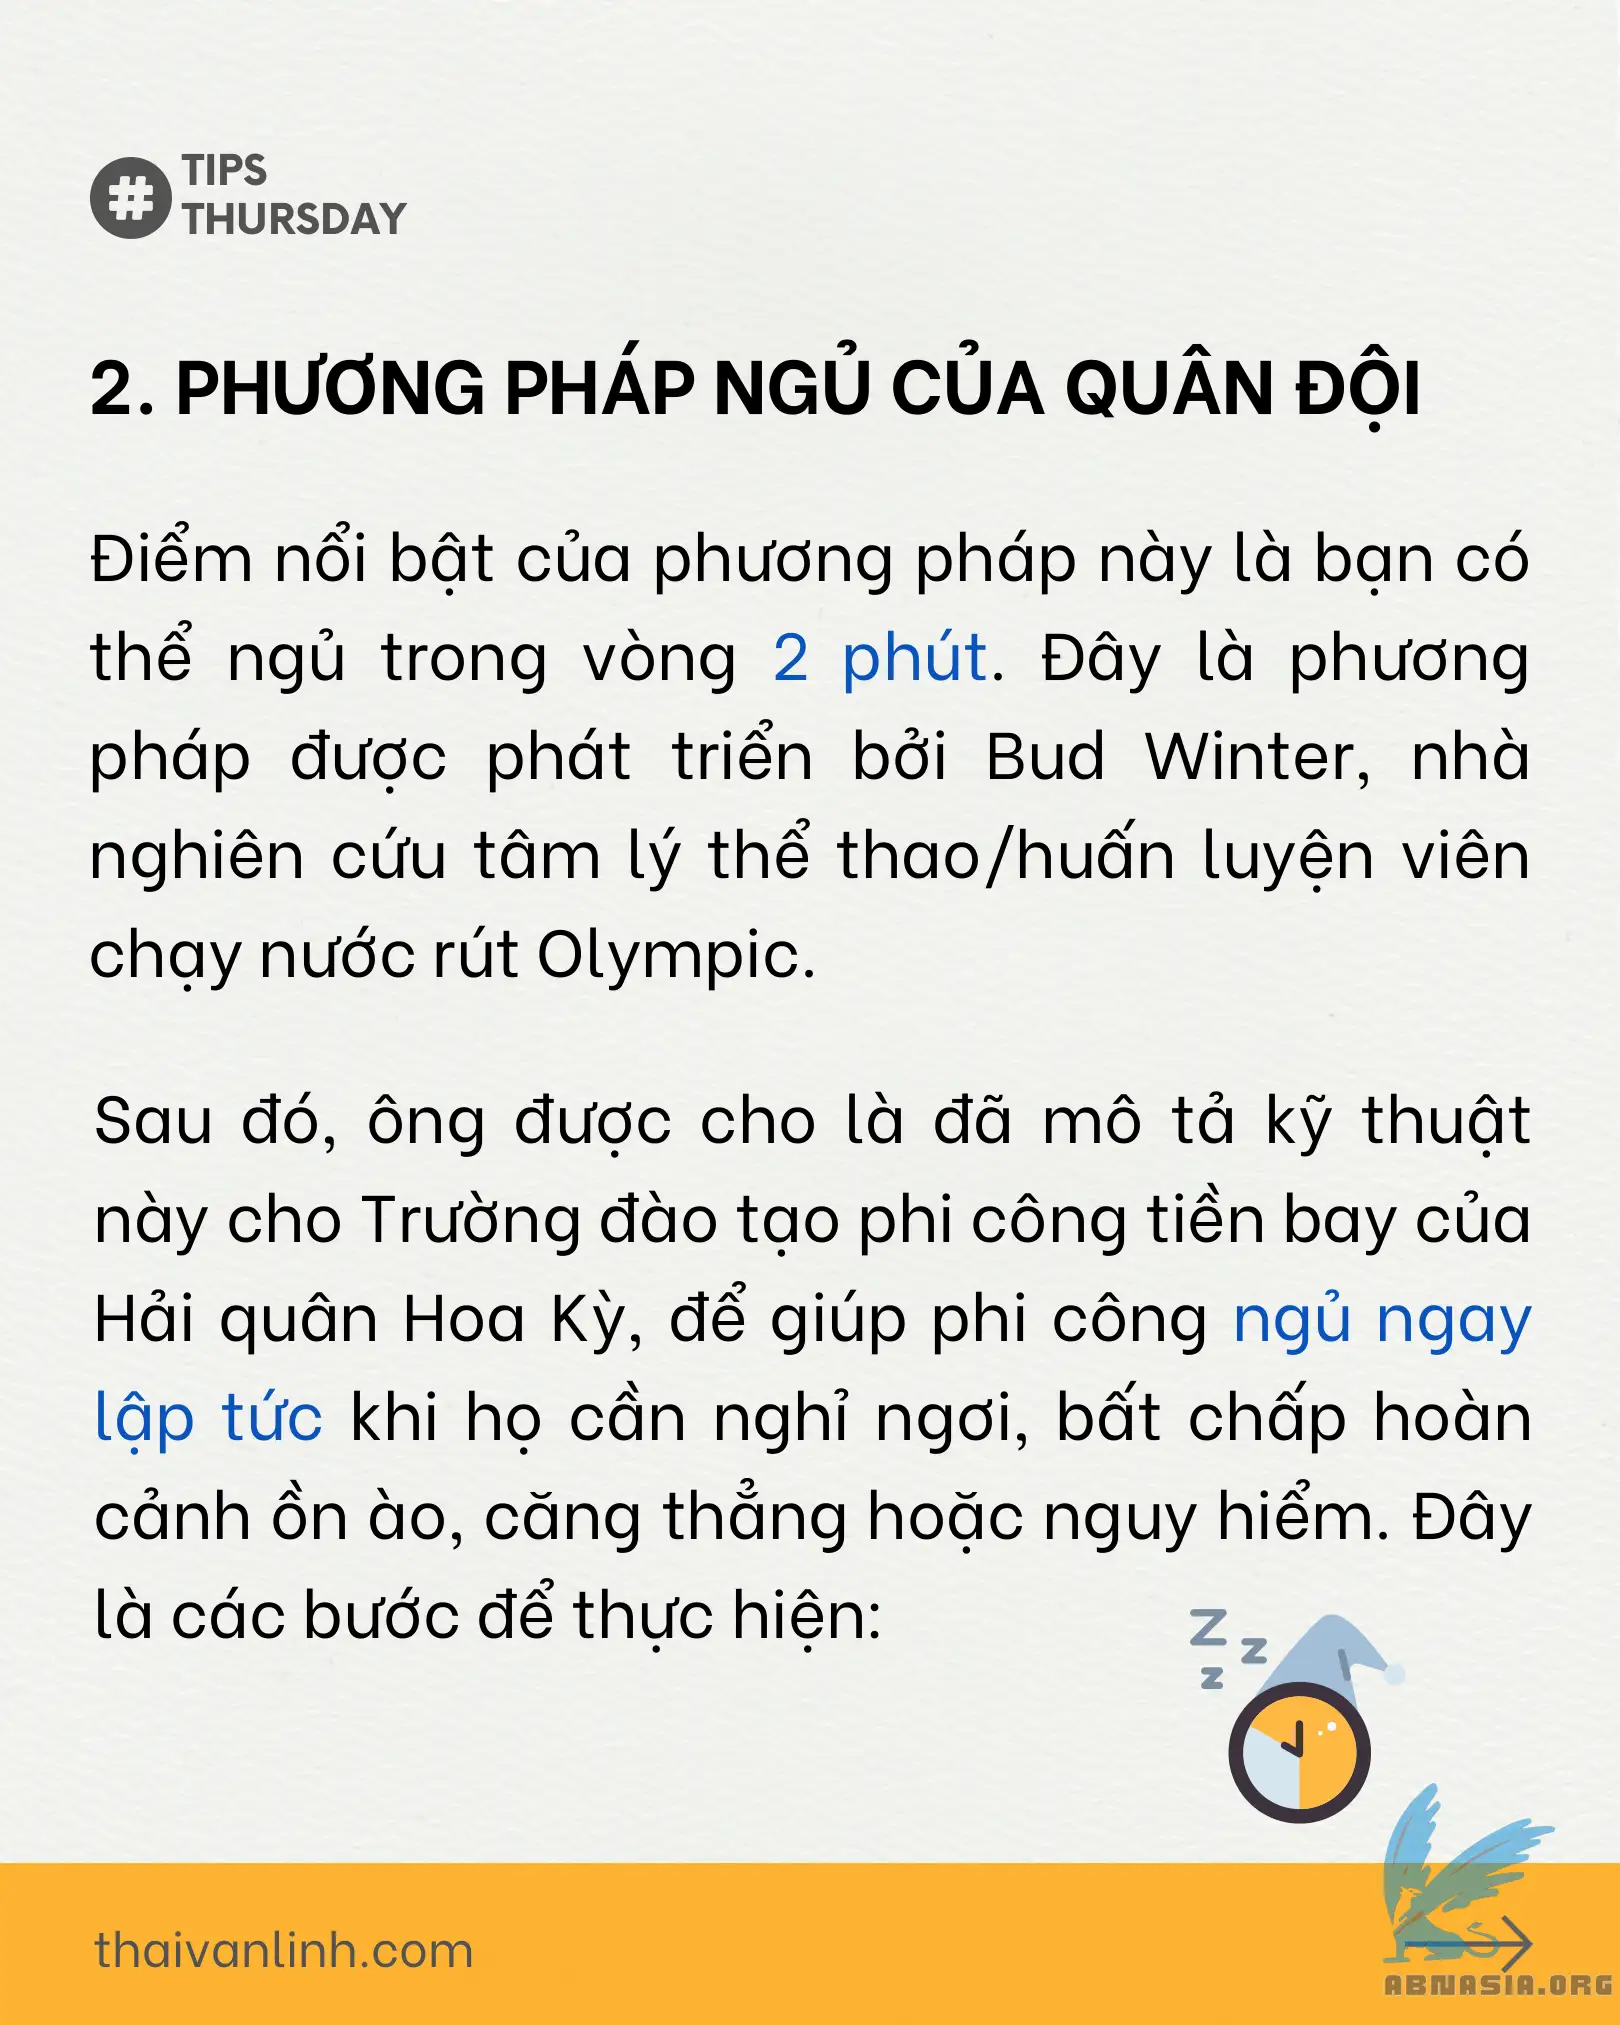 #
TIPS
THURSDAY
2. PHƯƠNG PHÁP NGỦ CỦA QUÂN ĐỘI
Điểm nổi bật của phương pháp này là bạn có
thể ngủ trong vòng 2 phút. Đây là phương
pháp được phát triển bởi Bud Winter, nhà
nghiên cứu tâm lý thể thao/huấn luyện viên
chạy nước rút Olympic.
Sau đó, ông được cho là đã mô tả kỹ thuật
này cho Trường đào tạo phi công tiền bay của
Hải quân Hoa Kỳ, để giúp phi công ngủ ngay
lập tức khi họ cần nghỉ ngơi, bất chấp hoàn
cảnh ồn ào, căng thẳng hoặc nguy hiểm. Đây
là các bước để thực hiện:
Z z
z
thaivanlinh.com
ABNASIA.ORG